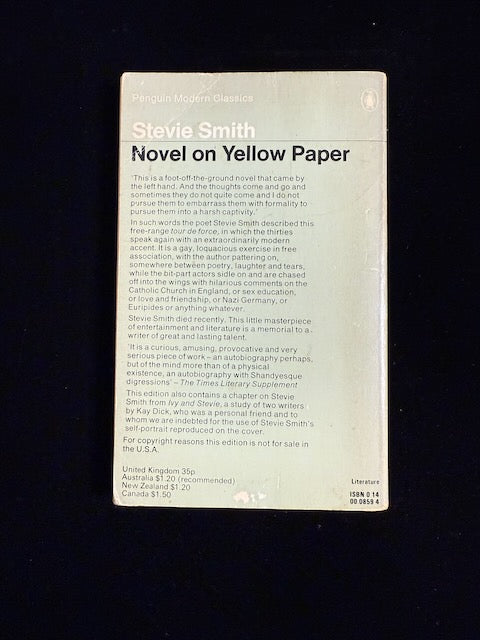 Penguin Modern Classics
Stevie Smith
Novel on Yellow Paper
'This is a foot-off-the-ground novel that came by
the left hand. And the thoughts come and go and
sometimes they do not quite come and I do not
pursue them to embarrass them with formality to
pursue them into a harsh captivity.'
In such words the poet Stevie Smith described this
free-range tour de force, in which the thirties
speak again with an extraordinarily modern
accent. It is a gay, loquacious exercise in free
association, with the author pattering on,
somewhere between poetry, laughter and tears,
while the bit-part actors sidle on and are chased
off into the wings with hilarious comments on the
Catholic Church in England, or sex education,
or love and friendship, or Nazi Germany, or
Euripides or anything whatever.
Stevie Smith died recently. This little masterpiece
of entertainment and literature is a memorial to a
writer of great and lasting talent.
'It is a curious, amusing, provocative and very
serious piece of work – an autobiography perhaps,
but of the mind more than of a physical
existence, an autobiography with Shandyesque
digressions' – The Times Literary Supplement
This edition also contains a chapter on Stevie
Smith from Ivy and Stevie, a study of two writers
by Kay Dick, who was a personal friend and to
whom we are indebted for the use of Stevie Smith's
self-portrait reproduced on the cover.
For copyright reasons this edition is not for sale in
the U.S.A.
United Kingdom 35p
Australia $1.20 (recommended)
New Zealand $1.20
Canada $1.50
Literature
ISBN 0 14
00.0859 4